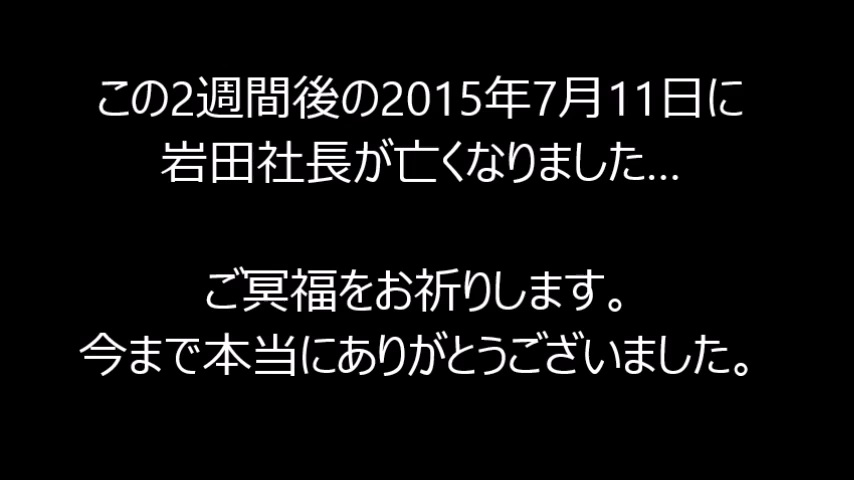 この2週間後の2015年7月11日に
岩田社長が亡くなりました…
ご冥福をお祈りします。
今まで本当にありがとうございました。